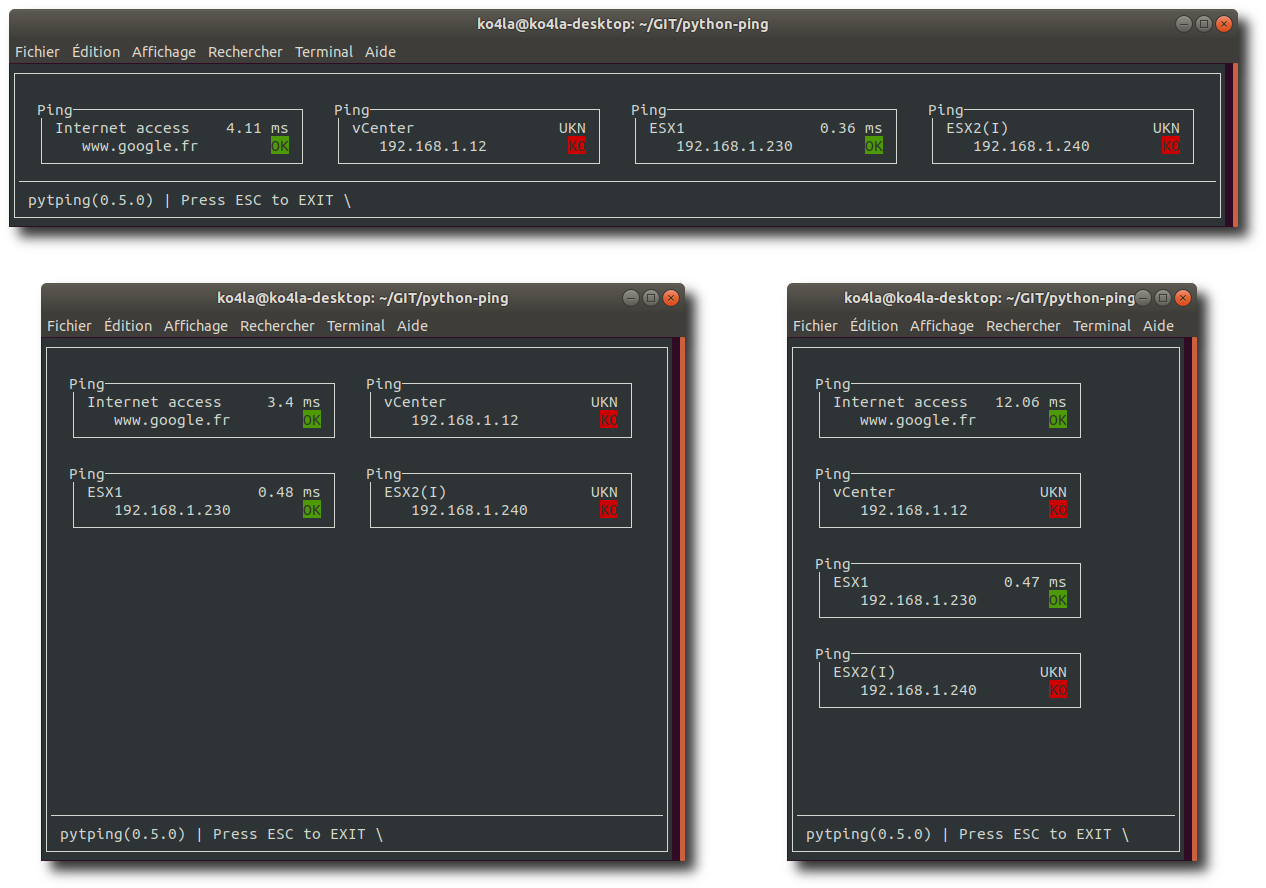 ko4la@ko4la-desktop: ~/GIT/python-ping
Fichier Édition Affichage Rechercher Terminal Aide
Ping Ping Ping Ping
Internet access 4.11 ms vCenter UKN ESX1 0.36 ms ESX2(I) UKN
www.google.fr OK 192.168.1.12 KO 192.168.1.230 OK 192.168.1.240 KO
pytping(0.5.0) | Press ESC to EXIT \
ko4la@ko4la-desktop: ~/GIT/python-ping
Fichier Édition Affichage Rechercher Terminal Aide
Ping Ping
Internet access 3.4 ms vCenter UKN
www.google.fr OK 192.168.1.12 KO
Ping Ping
ESX1 0.48 ms ESX2(I) UKN
192.168.1.230 OK 192.168.1.240 KO
pytping(0.5.0) | Press ESC to EXIT \
ko4la@ko4la-desktop: ~/GIT/python-ping
Fichier Édition Affichage Rechercher Terminal Aide
Ping
Internet access 12.06 ms
www.google.fr OK
Ping
vCenter UKN
192.168.1.12 KO
Ping
ESX1 0.47 ms
192.168.1.230 OK
Ping
ESX2(I) UKN
192.168.1.240 KO
pytping(0.5.0) | Press ESC to EXIT \